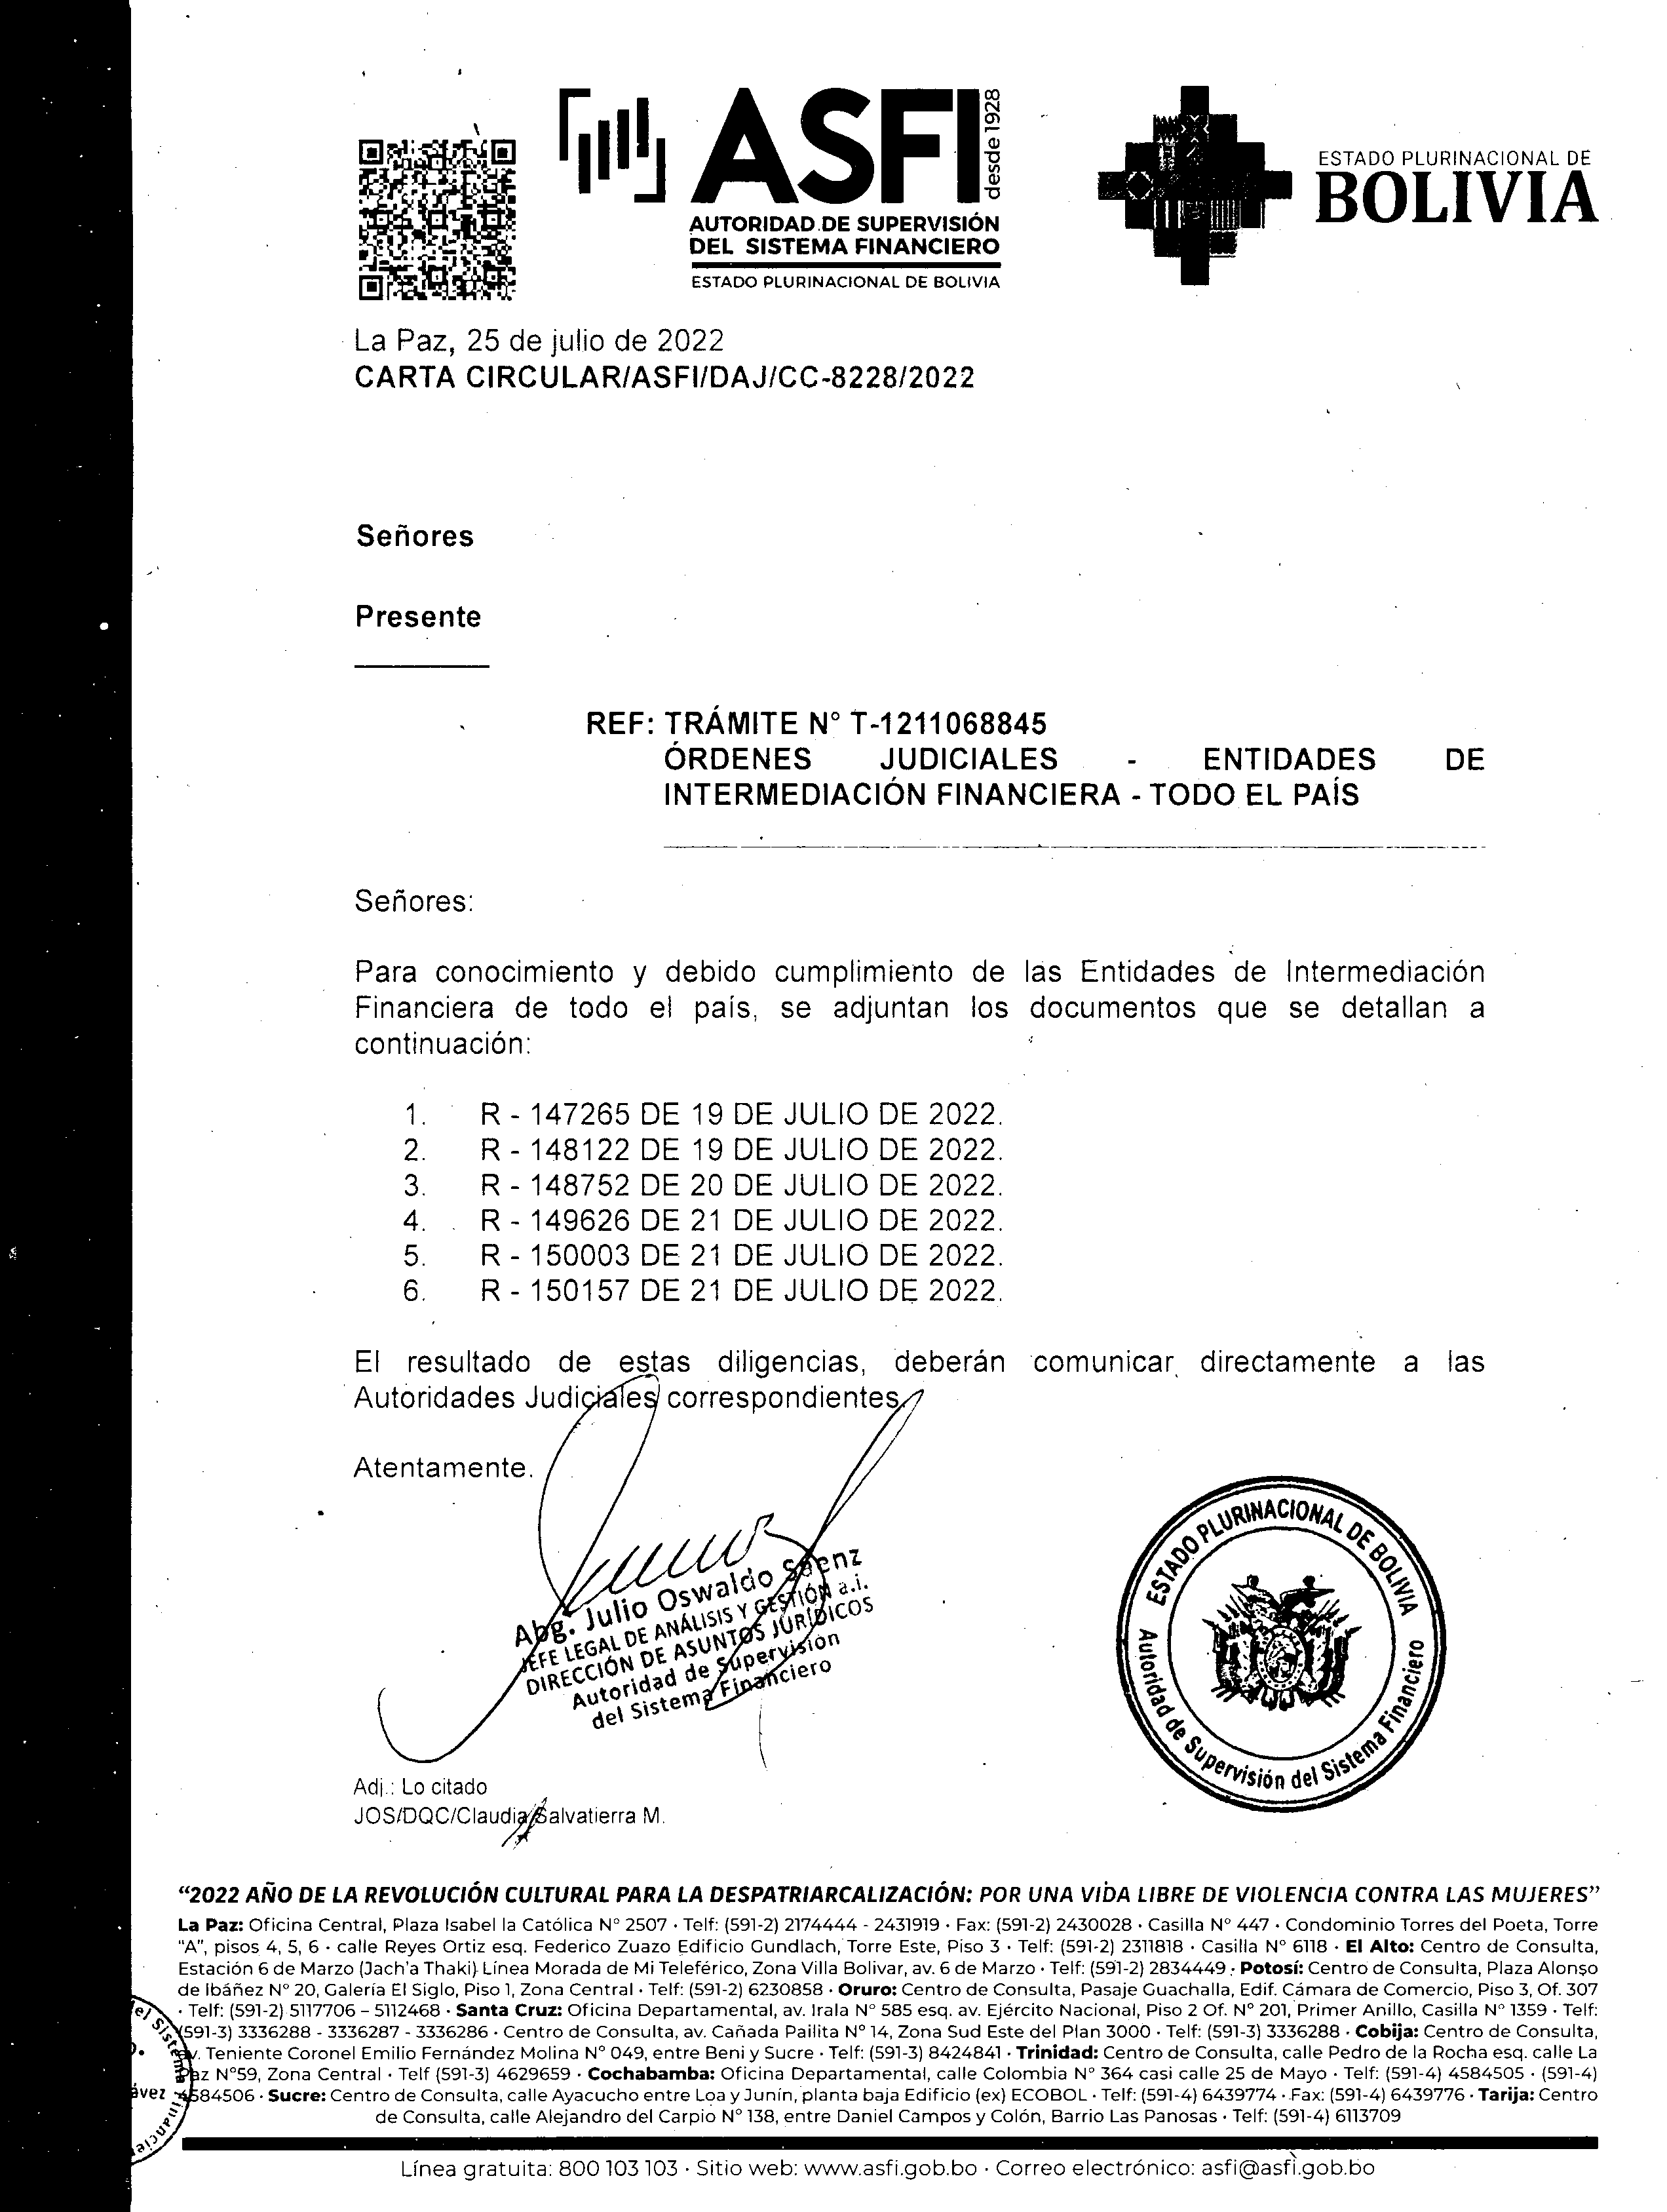 ASFI
desde 1928
AUTORIDAD DE SUPERVISIÓN
DEL SISTEMA FINANCIERO
ESTADO PLURINACIONAL DE BOLIVIA
ESTADO PLURINACIONAL DE
BOLIVIA
La Paz, 25 de julio de 2022
CARTA CIRCULAR/ASFI/DAJ/CC-8228/2022
Señores
Presente
REF: TRÁMITE N° T-1211068845
ÓRDENES JUDICIALES - ENTIDADES DE
INTERMEDIACIÓN FINANCIERA - TODO EL PAÍS
Señores:
Para conocimiento y debido cumplimiento de las Entidades de Intermediación
Financiera de todo el país, se adjuntan los documentos que se detallan a
continuación:
1. R - 147265 DE 19 DE JULIO DE 2022.
2. R - 148122 DE 19 DE JULIO DE 2022.
3. R - 148752 DE 20 DE JULIO DE 2022.
4. R - 149626 DE 21 DE JULIO DE 2022.
5. R - 150003 DE 21 DE JULIO DE 2022.
6. R - 150157 DE 21 DE JULIO DE 2022.
El resultado de estas diligencias, deberán comunicar directamente a las
Autoridades Judiciales correspondientes.
Atentamente.
Abg. Julio Oswaldo Saenz
JEFE LEGAL DE ANÁLISIS Y GESTIÓN a.i.
DIRECCIÓN DE ASUNTOS JURÍDICOS
Autoridad de Supervisión
del Sistema Financiero
ESTADO PLURINACIONAL DE BOLIVIA
Autoridad de Supervisión del Sistema Financiero
Adj.: Lo citado
JOS/DQC/Claudia Salvatierra M.
“2022 AÑO DE LA REVOLUCIÓN CULTURAL PARA LA DESPATRIARCALIZACIÓN: POR UNA VIDA LIBRE DE VIOLENCIA CONTRA LAS MUJERES”
La Paz: Oficina Central, Plaza Isabel la Católica N° 2507 · Telf: (591-2) 2174444 - 2431919 · Fax: (591-2) 2430028 · Casilla N° 447 · Condominio Torres del Poeta, Torre
"A", pisos 4, 5, 6 · calle Reyes Ortiz esq. Federico Zuazo Edificio Gundlach, Torre Este, Piso 3 · Telf: (591-2) 2311818 · Casilla N° 6118 · El Alto: Centro de Consulta,
Estación 6 de Marzo (Jach'a Thaki) Línea Morada de Mi Teleférico, Zona Villa Bolivar, av. 6 de Marzo · Telf: (591-2) 2834449 · Potosí: Centro de Consulta, Plaza Alonso
de Ibáñez N° 20, Galería El Siglo, Piso 1, Zona Central · Telf: (591-2) 6230858 · Oruro: Centro de Consulta, Pasaje Guachalla, Edif. Cámara de Comercio, Piso 3, Of. 307
· Telf: (591-2) 5117706 – 5112468 · Santa Cruz: Oficina Departamental, av. Irala N° 585 esq. av. Ejército Nacional, Piso 2 Of. N° 201, Primer Anillo, Casilla N° 1359 · Telf:
(591-3) 3336288 - 3336287 - 3336286 · Centro de Consulta, av. Cañada Pailita N° 14, Zona Sud Este del Plan 3000 · Telf: (591-3) 3336288 · Cobija: Centro de Consulta,
av. Teniente Coronel Emilio Fernández Molina N° 049, entre Beni y Sucre · Telf: (591-3) 8424841 · Trinidad: Centro de Consulta, calle Pedro de la Rocha esq. calle La
Paz N°59, Zona Central · Telf (591-3) 4629659 · Cochabamba: Oficina Departamental, calle Colombia N° 364 casi calle 25 de Mayo · Telf: (591-4) 4584505 · (591-4)
4584506 · Sucre: Centro de Consulta, calle Ayacucho entre Loa y Junín, planta baja Edificio (ex) ECOBOL · Telf: (591-4) 6439774 · Fax: (591-4) 6439776 · Tarija: Centro
de Consulta, calle Alejandro del Carpio N° 138, entre Daniel Campos y Colón, Barrio Las Panosas · Telf: (591-4) 6113709
Línea gratuita: 800 103 103 · Sitio web: www.asfi.gob.bo · Correo electrónico: asfi@asfi.gob.bo